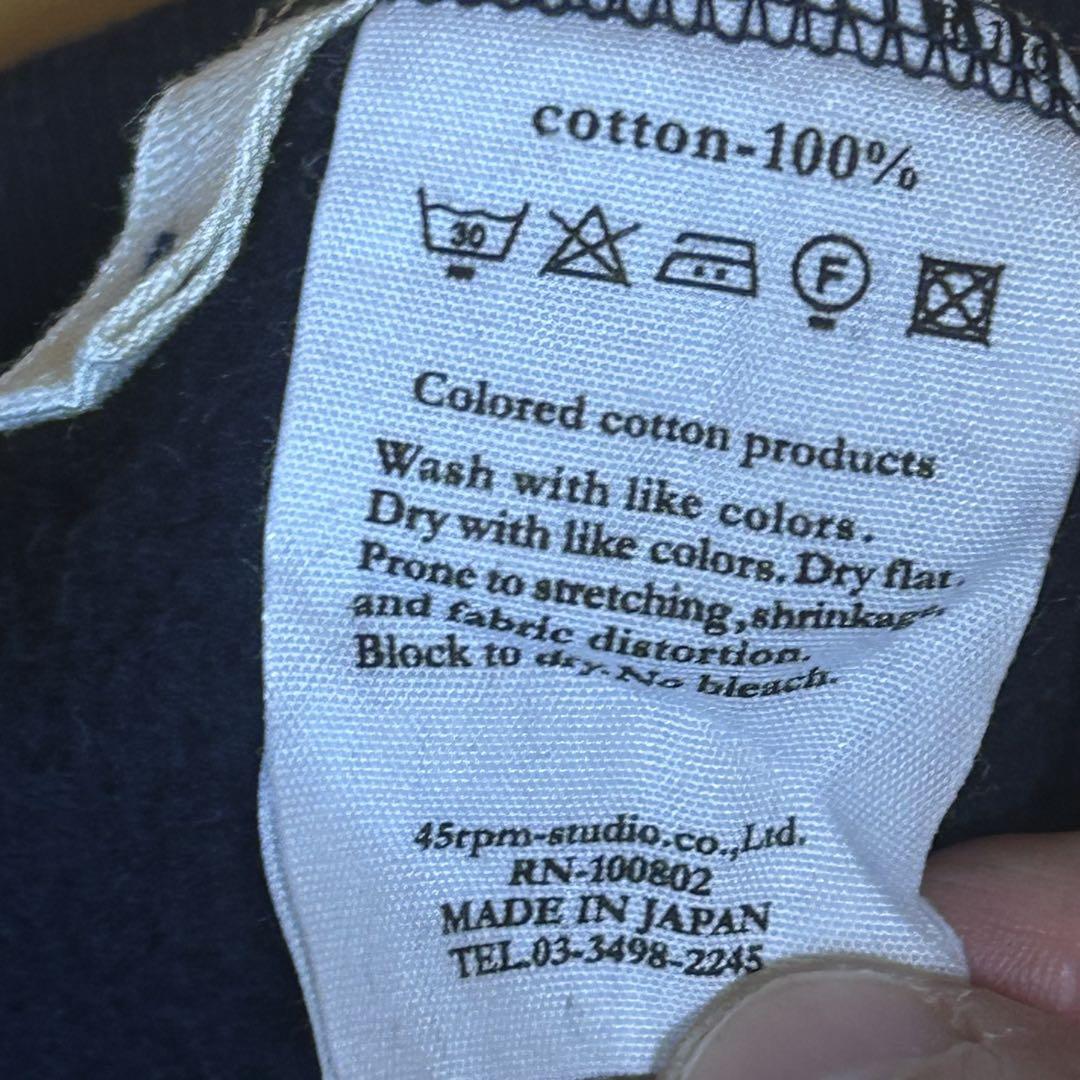 cotton-100%
30
F
Colored cotton products
Wash with like colors.
Dry with like colors. Dry flat.
Prone to stretching, shrinkage
and fabric distortion.
Block to dry. No bleach.
45rpm-studio.co.,Ltd.
RN-100802
MADE IN JAPAN
TEL.03-3498-2245